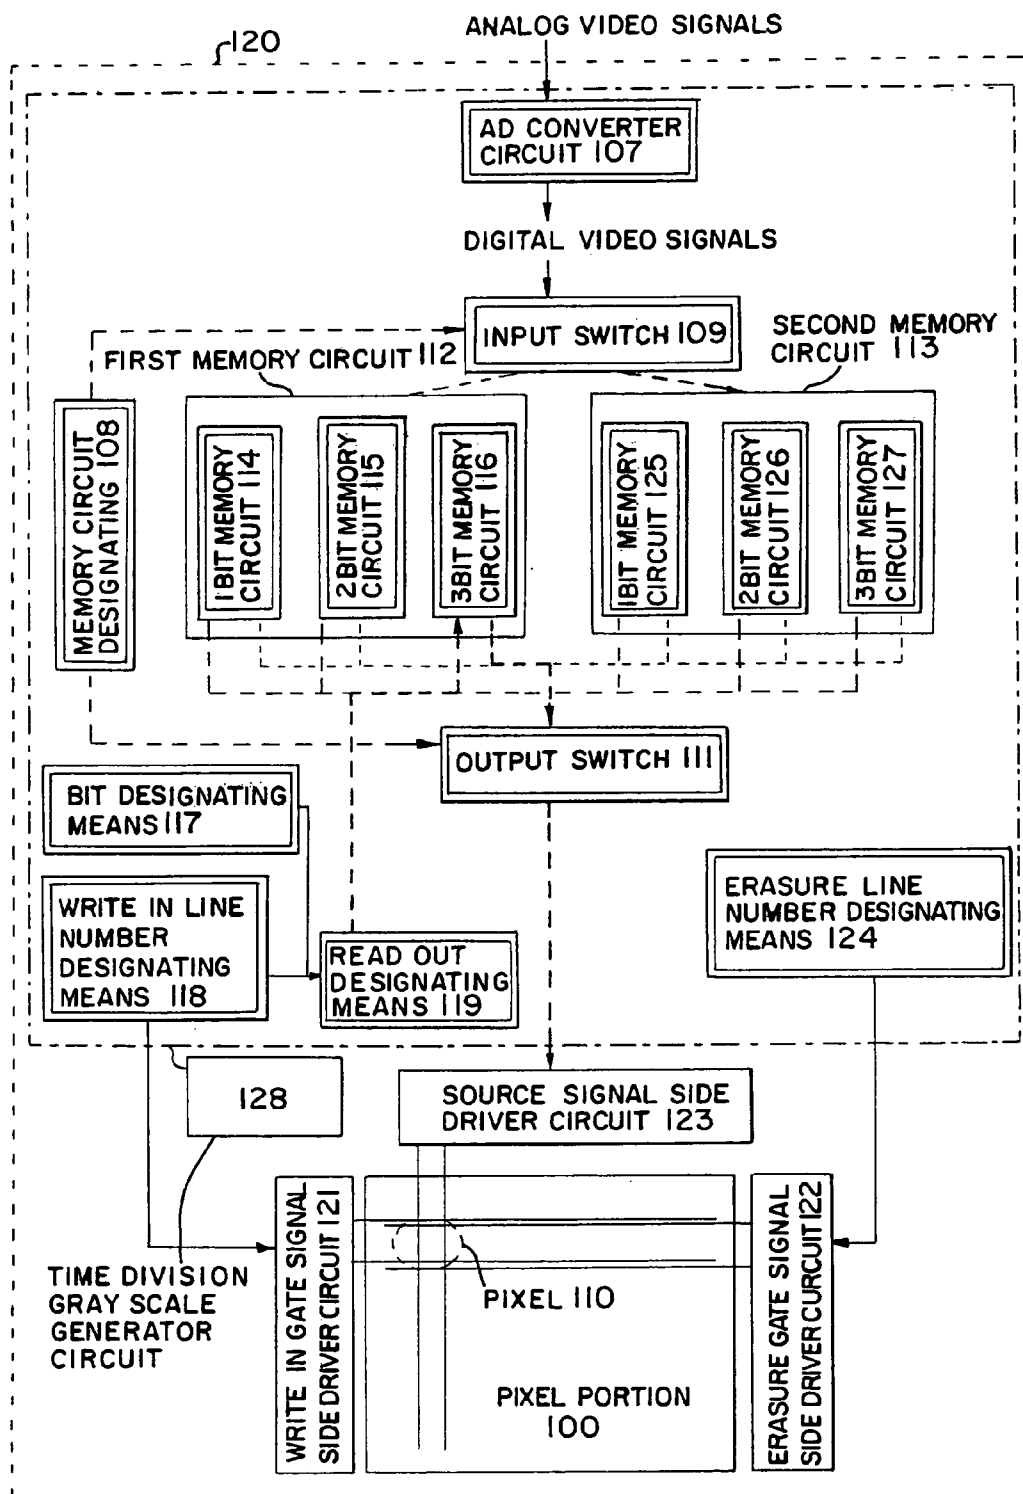 ANALOG VIDEO SIGNALS
120
AD CONVERTER
CIRCUIT 107
DIGITAL VIDEO SIGNALS
INPUT SWITCH 109
SECOND MEMORY
CIRCUIT 113
FIRST MEMORY CIRCUIT 112
MEMORY CIRCUIT
DESIGNATING 108
1BIT MEMORY
CIRCUIT 114
2BIT MEMORY
CIRCUIT 115
3BIT MEMORY
CIRCUIT 116
1BIT MEMORY
CIRCUIT 125
2BIT MEMORY
CIRCUIT 126
3BIT MEMORY
CIRCUIT 127
OUTPUT SWITCH 111
BIT DESIGNATING
MEANS 117
WRITE IN LINE
NUMBER
DESIGNATING
MEANS 118
READ OUT
DESIGNATING
MEANS 119
ERASURE LINE
NUMBER DESIGNATING
MEANS 124
128
SOURCE SIGNAL SIDE
DRIVER CIRCUIT 123
TIME DIVISION
GRAY SCALE
GENERATOR
CIRCUIT
WRITE IN GATE SIGNAL
SIDE DRIVER CIRCUIT 121
PIXEL 110
PIXEL PORTION
100
ERASURE GATE SIGNAL
SIDE DRIVER CURCUIT 122